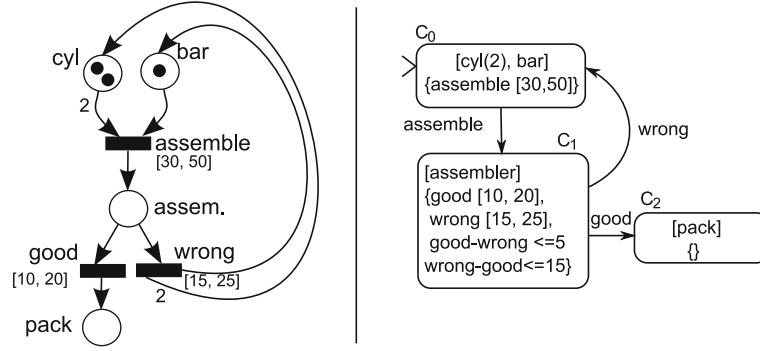 cyl
bar
2
assemble
[30, 50]
assem.
good
wrong
[10, 20]
[15, 25]
2
pack
C0
[cyl(2), bar]
{assemble [30,50]}
assemble
wrong
C1
[assembler]
{good [10, 20],
wrong [15, 25],
good-wrong <=5
wrong-good<=15}
good
C2
[pack]
{}